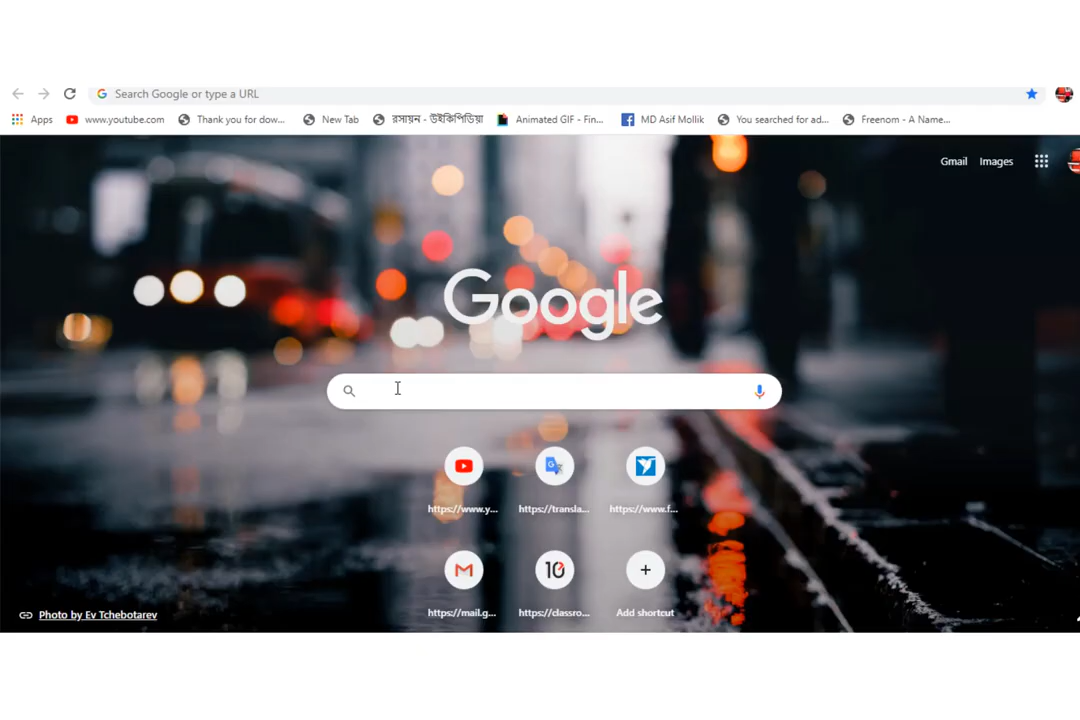 Search Google or type a URL
Apps www.youtube.com Thank you for dow... New Tab রসায়ন - উইকিপিডিয়া Animated GIF - Fin... MD Asif Mollik You searched for ad... Freenom - A Name...
Gmail Images
Google
https://www.y... https://transla... https://www.f...
10
https://mail.g... https://classro... Add shortcut
Photo by Ev Tchebotarev